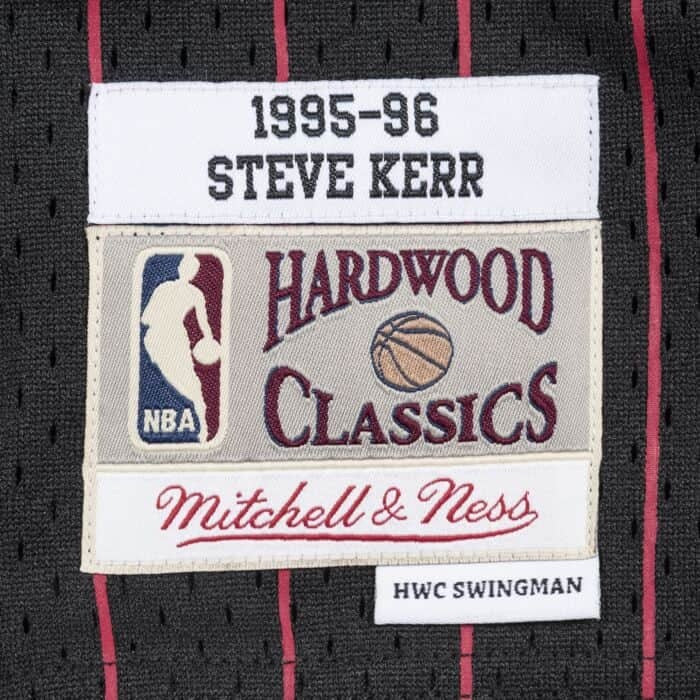 1995-96
STEVE KERR
HARDWOOD
CLASSICS
NBA
Mitchell & Ness
HWC SWINGMAN